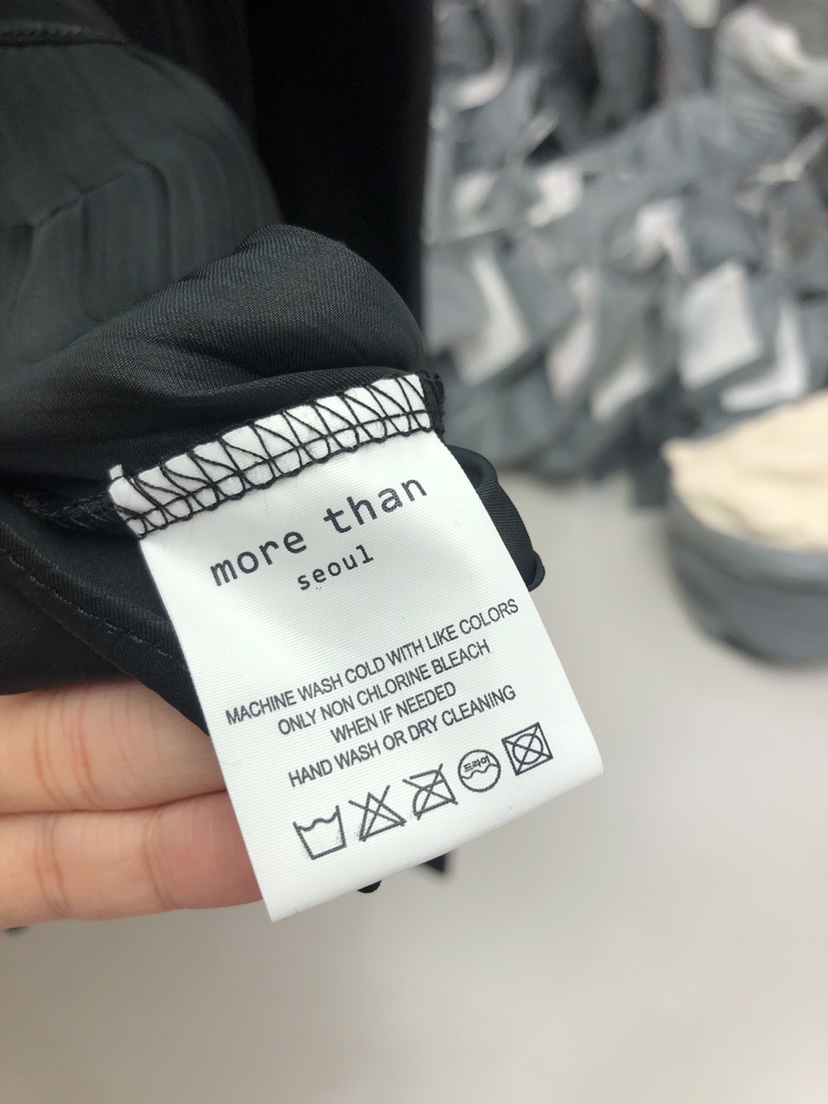 more than
seoul
MACHINE WASH COLD WITH LIKE COLORS
ONLY NON CHLORINE BLEACH
WHEN IF NEEDED
HAND WASH OR DRY CLEANING
드라이